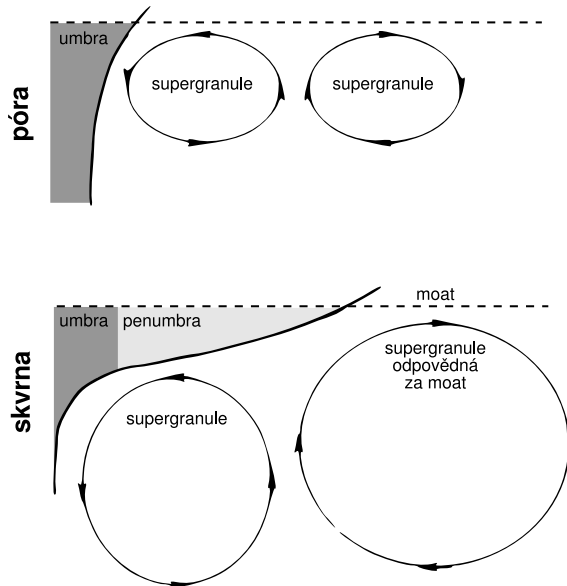 póra
umbra
supergranule
supergranule
skvrna
umbra
penumbra
moat
supergranule
supergranule
odpovědná
za moat